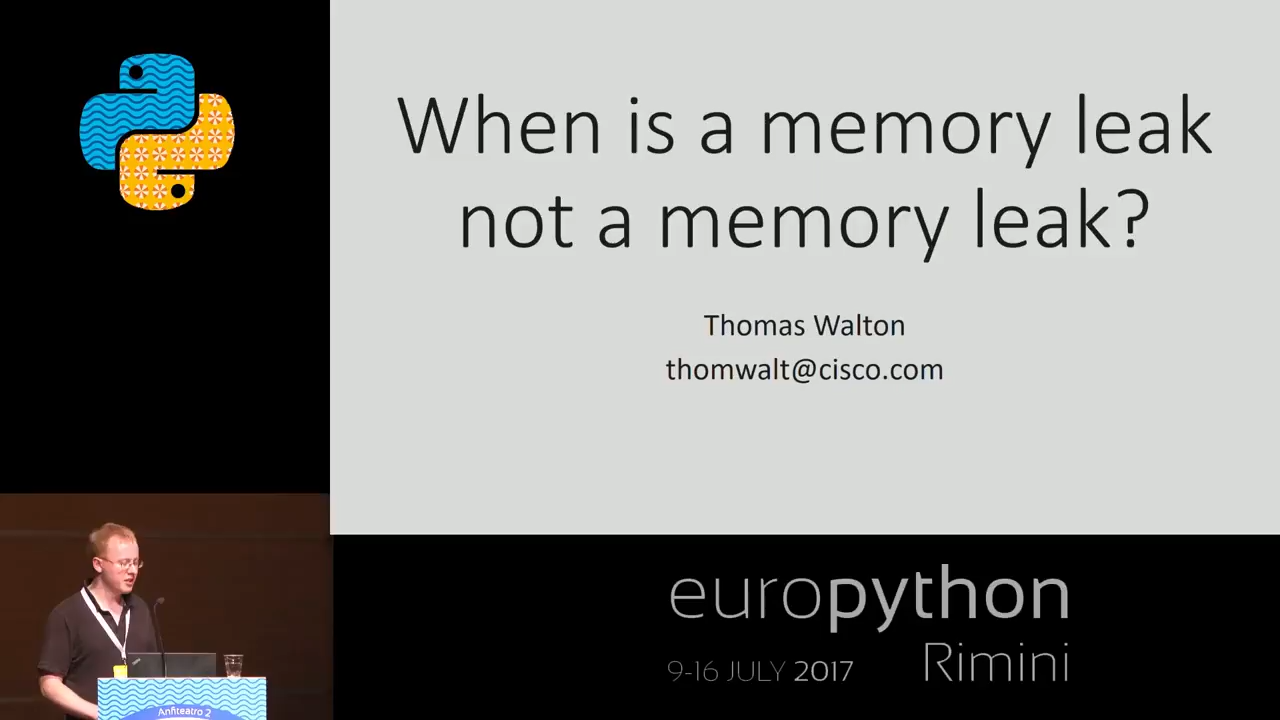 When is a memory leak
not a memory leak?
Thomas Walton
thomwalt@cisco.com
europython
Rimini
9-16 JULY 2017
Anfiteatro 2